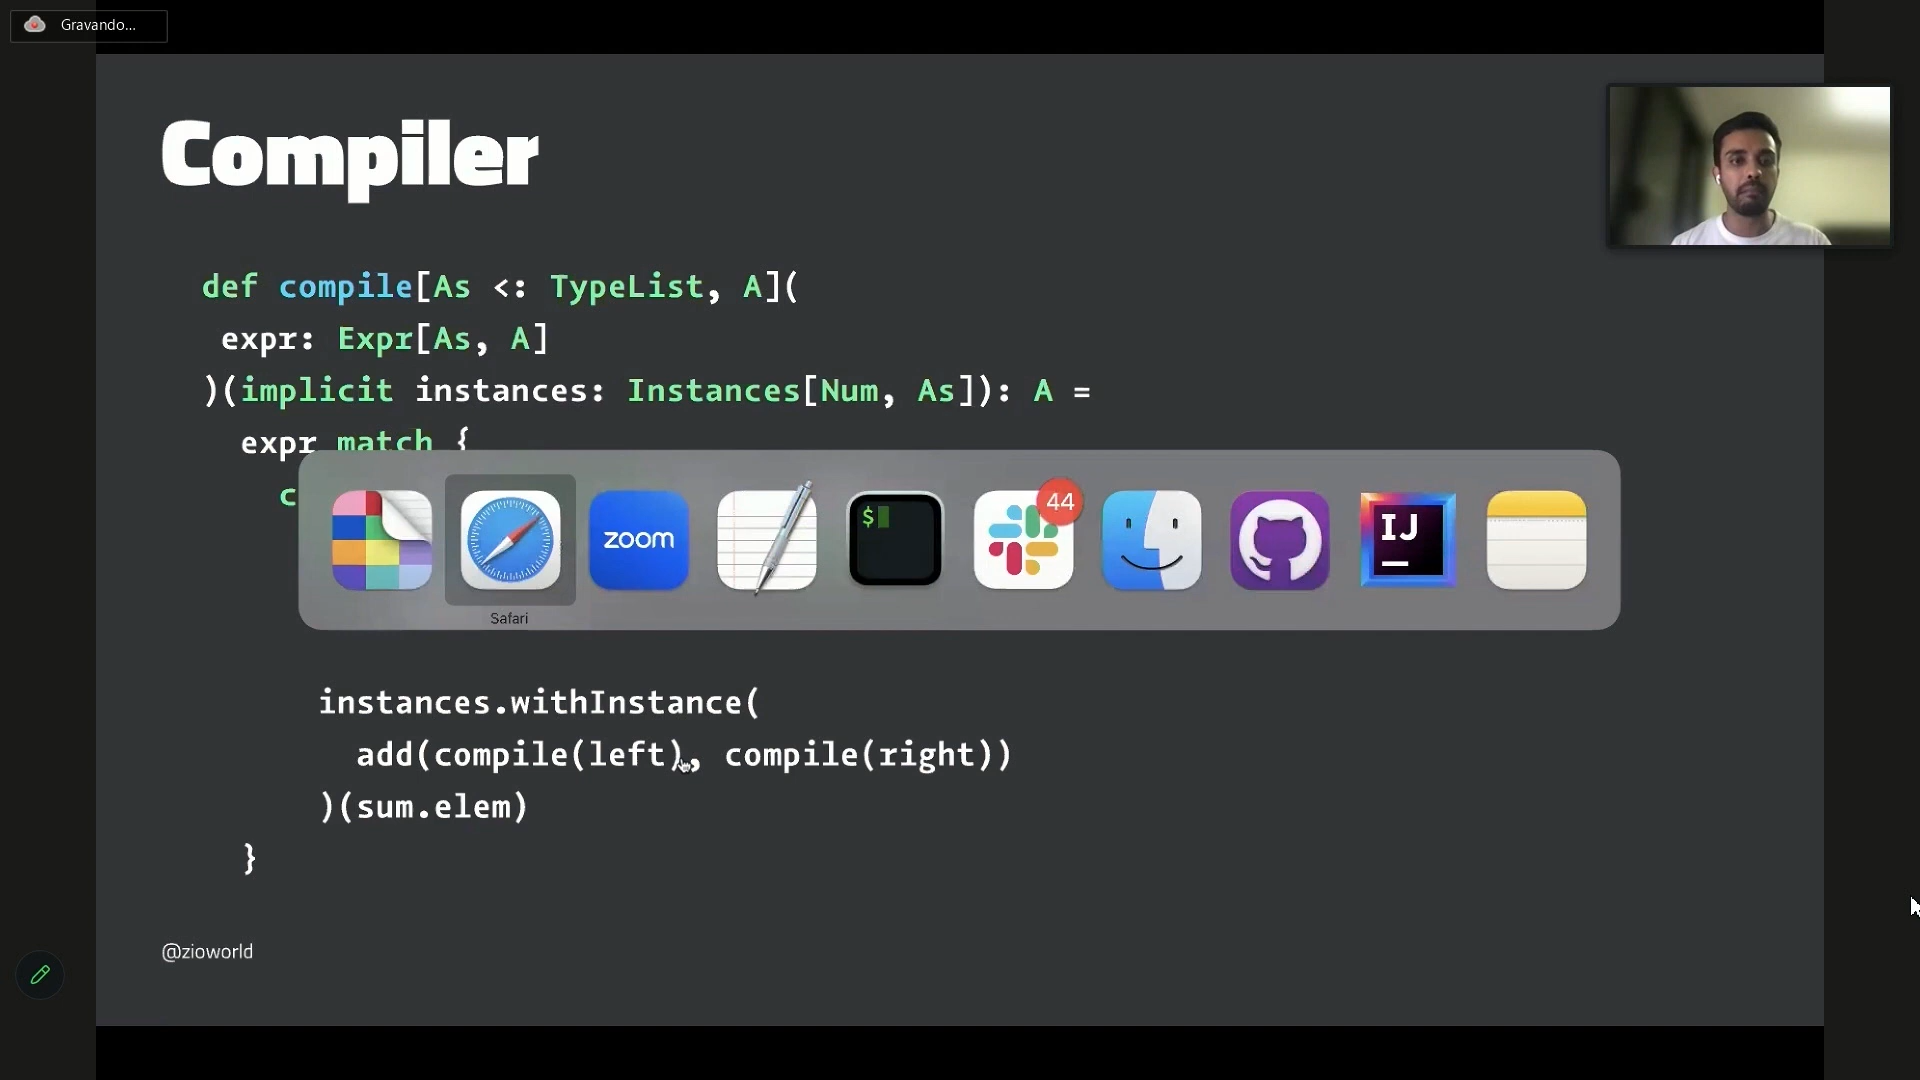 Gravando...
Compiler
def compile[As <: TypeList, A](
expr: Expr[As, A]
)(implicit instances: Instances[Num, As]): A =
expr match {
c
zoom
$
44
IJ
Safari
instances.withInstance(
add(compile(left), compile(right))
)(sum.elem)
}
@zioworld